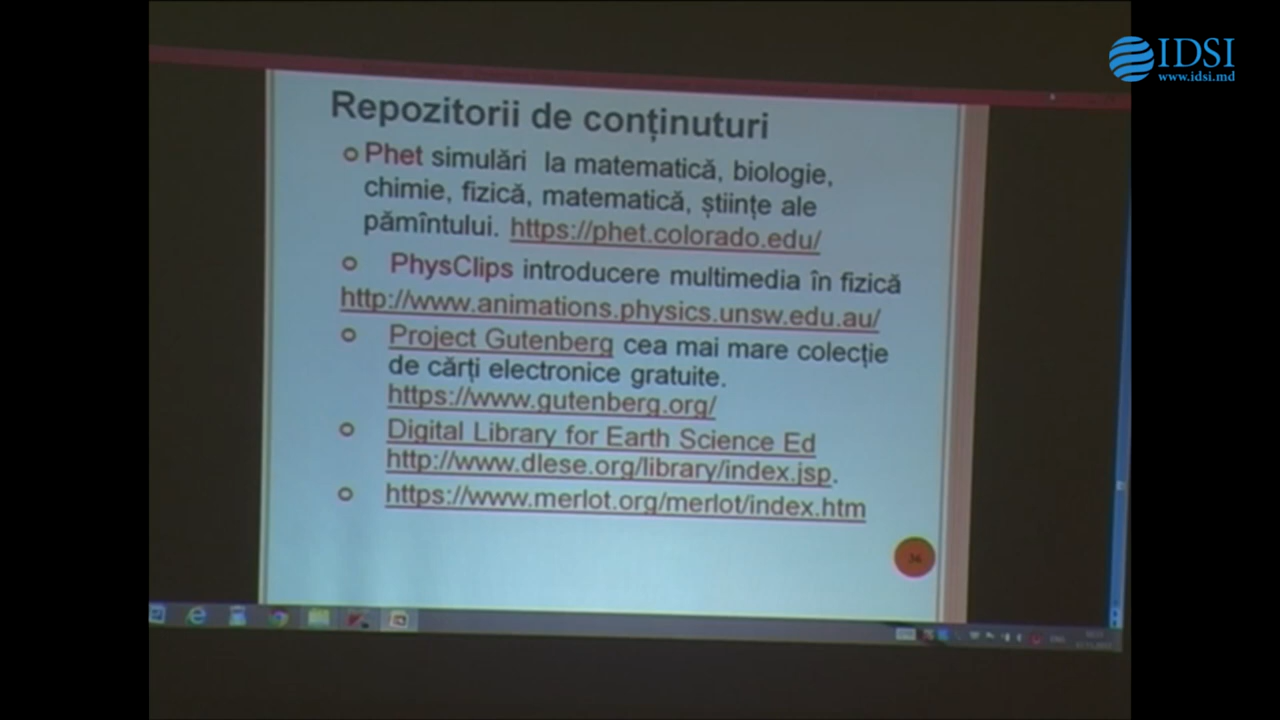 IDSI
www.idsi.md
Repozitorii de conținuturi
Phet simulări la matematică, biologie,
chimie, fizică, matematică, științe ale
pămîntului. https://phet.colorado.edu/
PhysClips introducere multimedia în fizică
http://www.animations.physics.unsw.edu.au/
Project Gutenberg cea mai mare colecție
de cărți electronice gratuite.
https://www.gutenberg.org/
Digital Library for Earth Science Ed
http://www.dlese.org/library/index.jsp.
https://www.merlot.org/merlot/index.htm
36